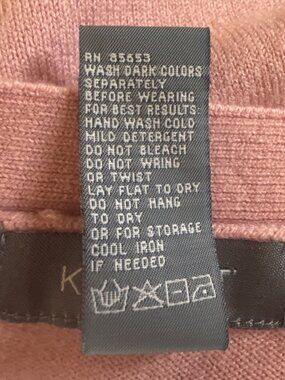 RN 85653
WASH DARK COLORS
SEPARATELY
BEFORE WEARING
FOR BEST RESULTS:
HAND WASH COLD
MILD DETERGENT
DO NOT BLEACH
DO NOT WRING
OR TWIST
LAY FLAT TO DRY
DO NOT HANG
TO DRY
OR FOR STORAGE
COOL IRON
IF NEEDED